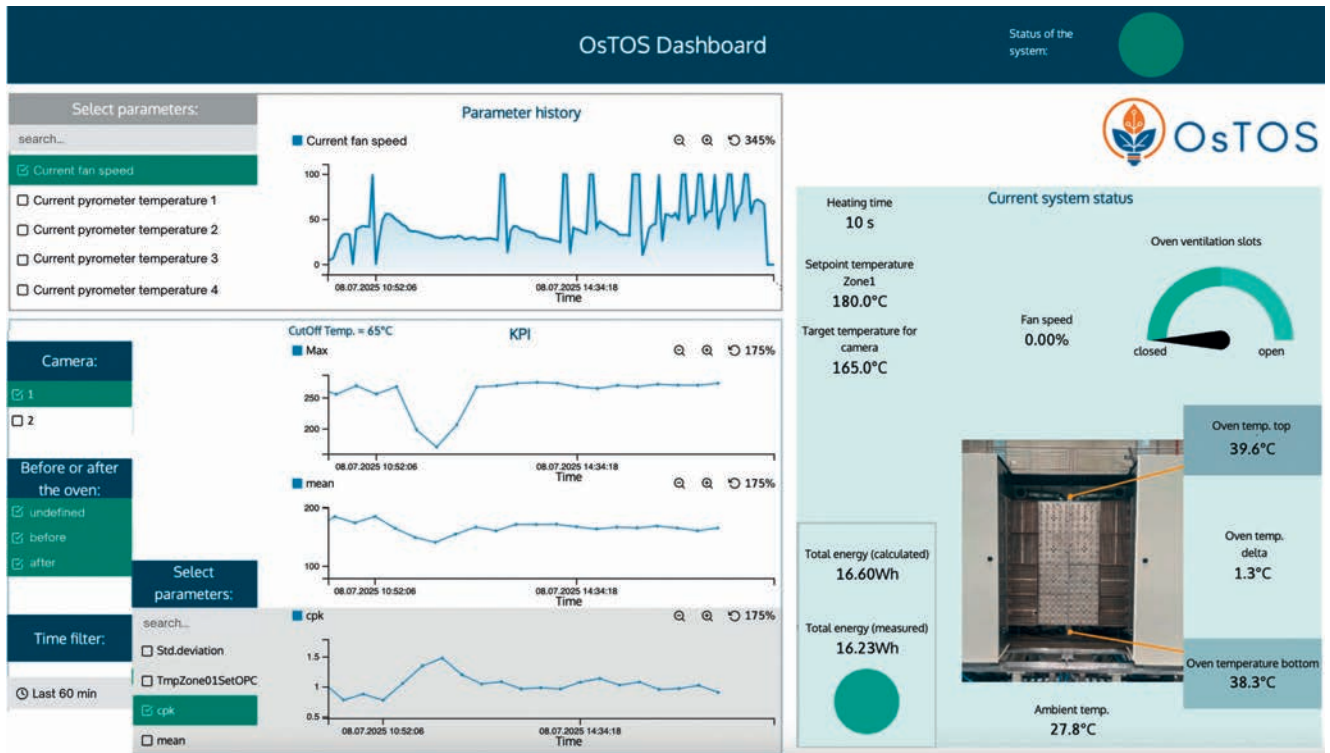 OsTOS Dashboard
Status of the
system:
Select parameters:
search...
Current fan speed
Current pyrometer temperature 1
Current pyrometer temperature 2
Current pyrometer temperature 3
Current pyrometer temperature 4
Parameter history
Current fan speed
345%
100
50
0
08.07.2025 10:52:06
08.07.2025 14:34:18
Time
OsTOS
Camera:
1
2
Before or after
the oven:
undefined
before
after
Time filter:
Last 60 min
Select
parameters:
search...
Std.deviation
TmpZone01SetOPC
cpk
mean
CutOff Temp. = 65°C
KPI
Max
175%
250
200
08.07.2025 10:52:06
08.07.2025 14:34:18
Time
mean
175%
200
100
08.07.2025 10:52:06
08.07.2025 14:34:18
Time
cpk
175%
1.5
1
0.5
08.07.2025 10:52:06
08.07.2025 14:34:18
Time
Current system status
Heating time
10 s
Setpoint temperature
Zone1
180.0°C
Target temperature for
camera
165.0°C
Fan speed
0.00%
Oven ventilation slots
closed
open
Oven temp. top
39.6°C
Oven temp.
delta
1.3°C
Oven temperature bottom
38.3°C
Total energy (calculated)
16.60Wh
Total energy (measured)
16.23Wh
Ambient temp.
27.8°C